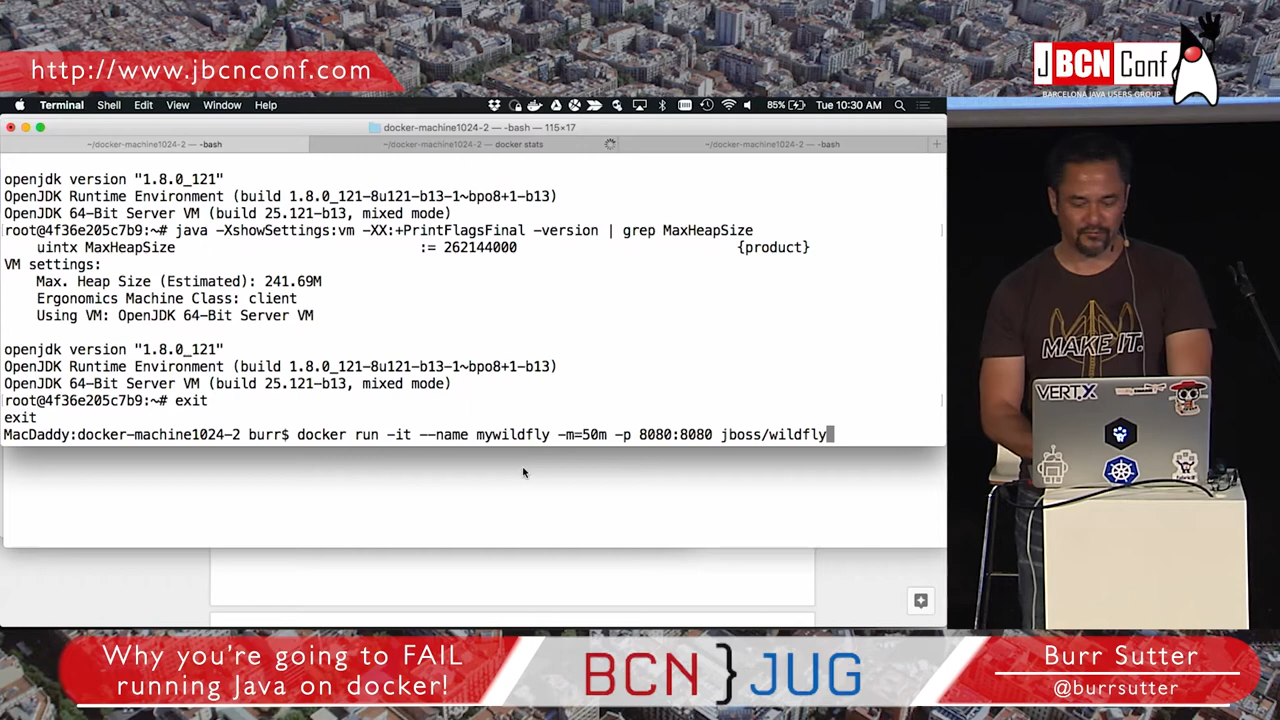 http://www.jbcnconf.com
JBCNConf
BARCELONA JAVA USERS GROUP
Terminal Shell Edit View Window Help
85% Tue 10:30 AM
docker-machine1024-2 — -bash — 115×17
~/docker-machine1024-2 — -bash
~/docker-machine1024-2 — docker stats
~/docker-machine1024-2 — -bash
openjdk version "1.8.0_121"
OpenJDK Runtime Environment (build 1.8.0_121-8u121-b13-1~bpo8+1-b13)
OpenJDK 64-Bit Server VM (build 25.121-b13, mixed mode)
root@4f36e205c7b9:~# java -XshowSettings:vm -XX:+PrintFlagsFinal -version | grep MaxHeapSize
uintx MaxHeapSize := 262144000 {product}
VM settings:
Max. Heap Size (Estimated): 241.69M
Ergonomics Machine Class: client
Using VM: OpenJDK 64-Bit Server VM
openjdk version "1.8.0_121"
OpenJDK Runtime Environment (build 1.8.0_121-8u121-b13-1~bpo8+1-b13)
OpenJDK 64-Bit Server VM (build 25.121-b13, mixed mode)
root@4f36e205c7b9:~# exit
exit
MacDaddy:docker-machine1024-2 burr$ docker run -it --name mywildfly -m=50m -p 8080:8080 jboss/wildfly
MAKE IT.
VERT.X
Why you're going to FAIL
running Java on docker!
BCN}JUG
Burr Sutter
@burrsutter